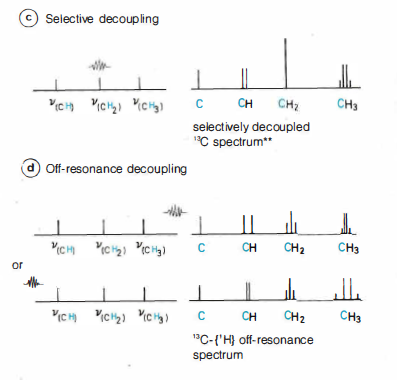 c Selective decoupling
ν(CH) ν(CH₂) ν(CH₃) C CH CH₂ CH₃
selectively decoupled
¹³C spectrum**
d Off-resonance decoupling
ν(CH) ν(CH₂) ν(CH₃) C CH CH₂ CH₃
or
ν(CH) ν(CH₂) ν(CH₃) C CH CH₂ CH₃
¹³C-{¹H} off-resonance
spectrum